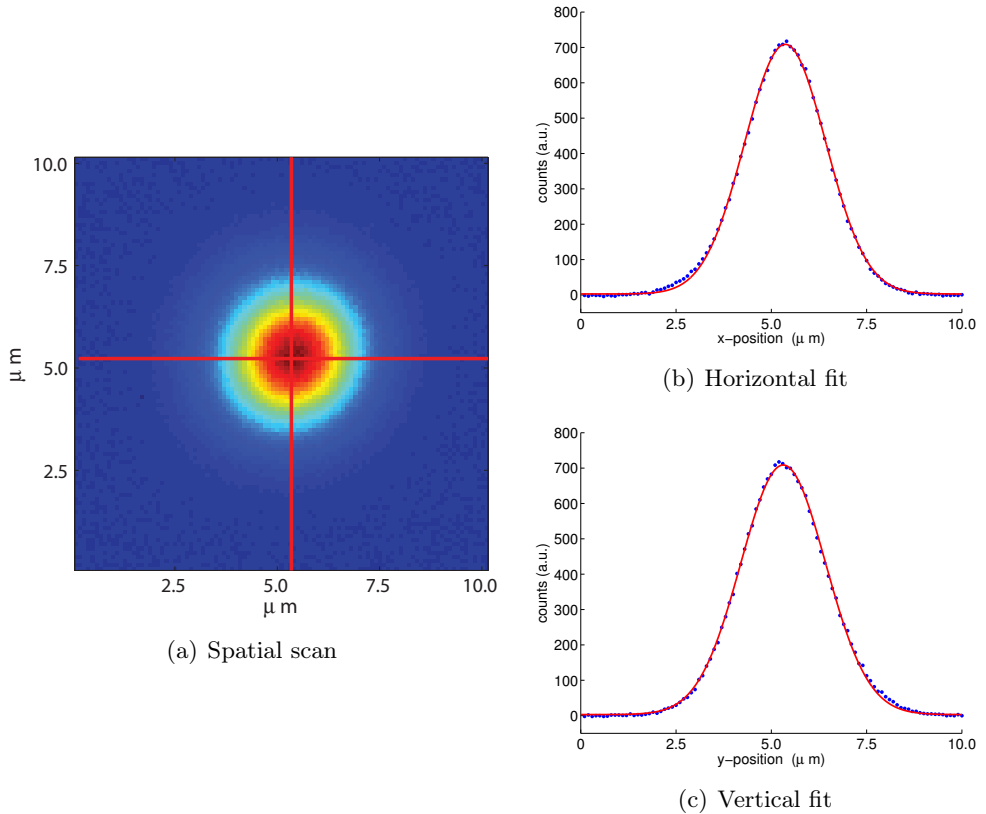 10.0
7.5
5.0
2.5
μ m
2.5 5.0 7.5 10.0
μ m
(a) Spatial scan
800
700
600
500
400
300
200
100
0
counts (a.u.)
0 2.5 5.0 7.5 10.0
x-position (μ m)
(b) Horizontal fit
800
700
600
500
400
300
200
100
0
counts (a.u.)
0 2.5 5.0 7.5 10.0
y-position (μ m)
(c) Vertical fit